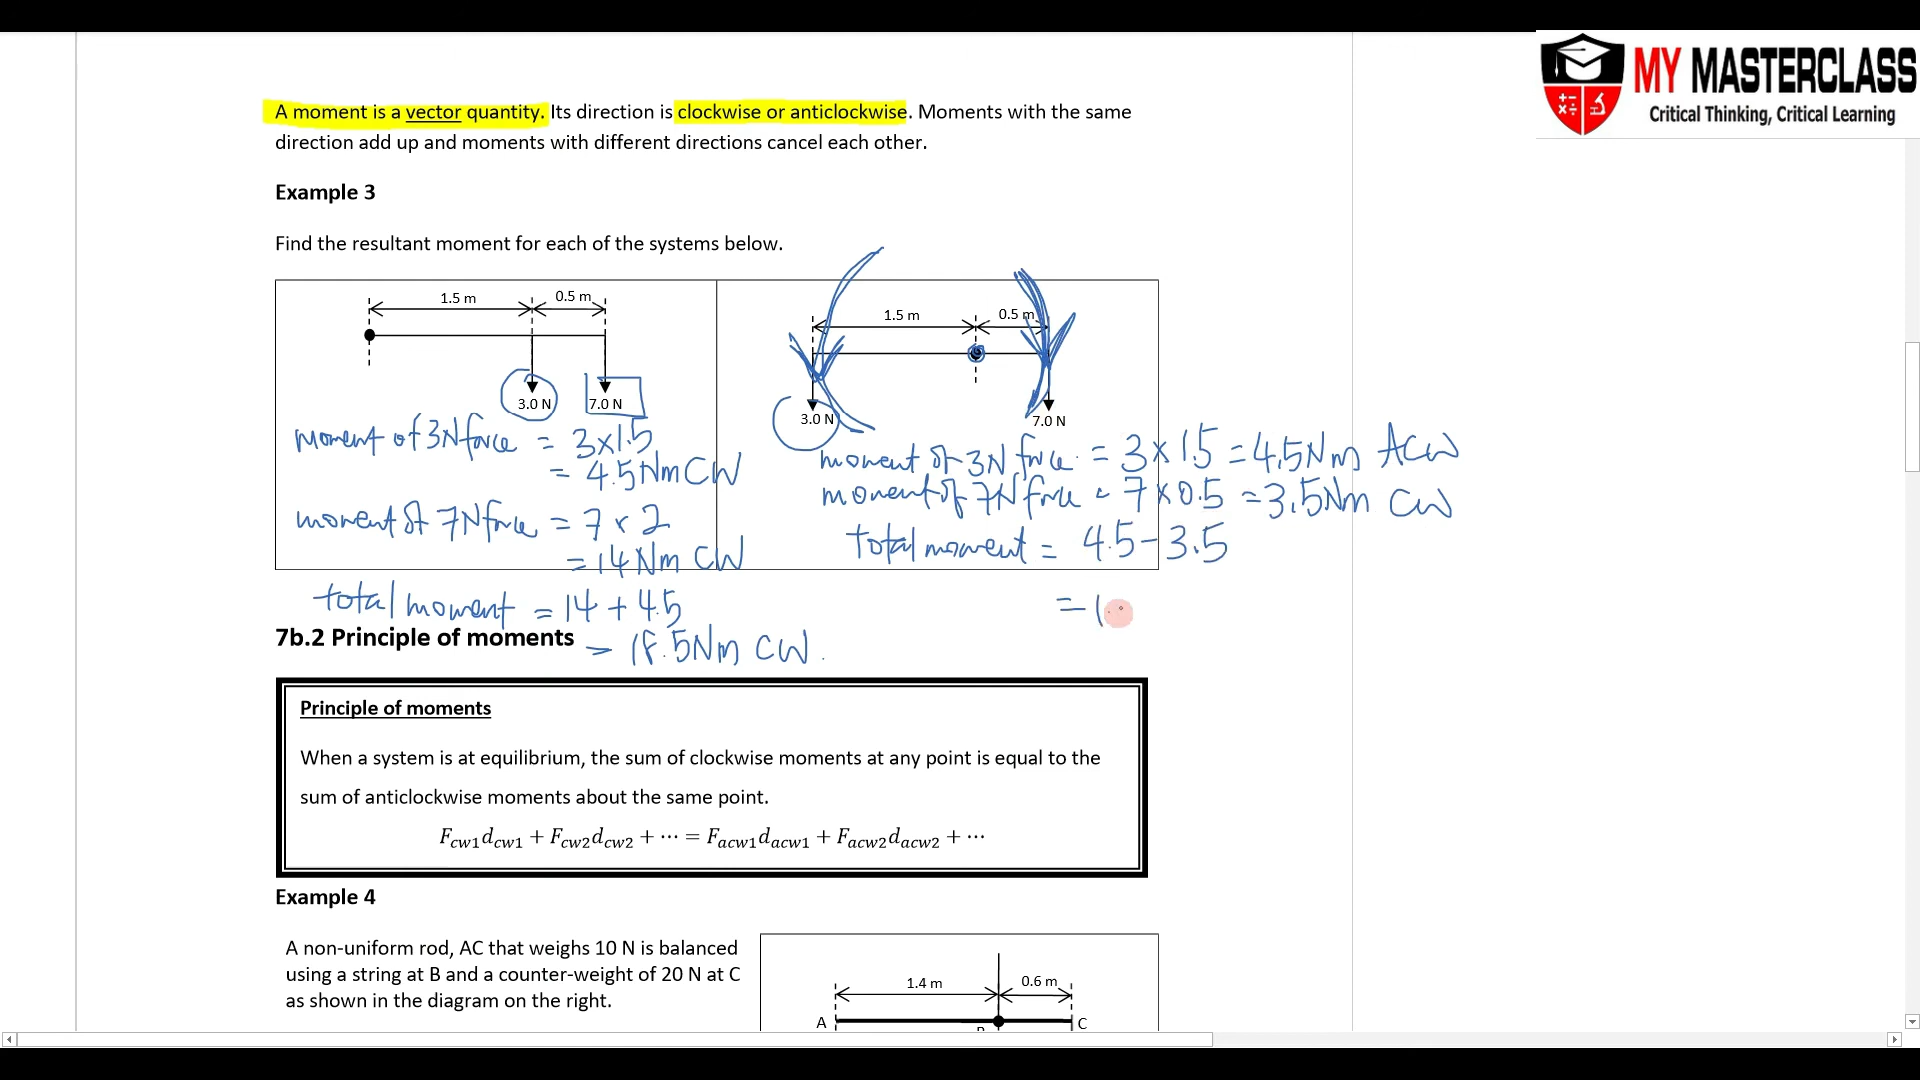 MY MASTERCLASS
Critical Thinking, Critical Learning
A moment is a vector quantity. Its direction is clockwise or anticlockwise. Moments with the same
direction add up and moments with different directions cancel each other.
Example 3
Find the resultant moment for each of the systems below.
1.5 m
0.5 m
3.0 N
7.0 N
moment of 3N force = 3×1.5
= 4.5Nm CW
moment of 7N force = 7 × 2
= 14 Nm CW
total moment = 14 + 4.5
= 18.5Nm CW.
1.5 m
0.5 m
3.0 N
7.0 N
moment of 3N force = 3 × 1.5 = 4.5Nm ACW
moment of 7N force = 7 × 0.5 = 3.5Nm CW
total moment = 4.5 - 3.5
= 1.
7b.2 Principle of moments
Principle of moments
When a system is at equilibrium, the sum of clockwise moments at any point is equal to the
sum of anticlockwise moments about the same point.
F_cw1 d_cw1 + F_cw2 d_cw2 + ⋯ = F_acw1 d_acw1 + F_acw2 d_acw2 + ⋯
Example 4
A non-uniform rod, AC that weighs 10 N is balanced
using a string at B and a counter-weight of 20 N at C
as shown in the diagram on the right.
1.4 m
0.6 m
A
C